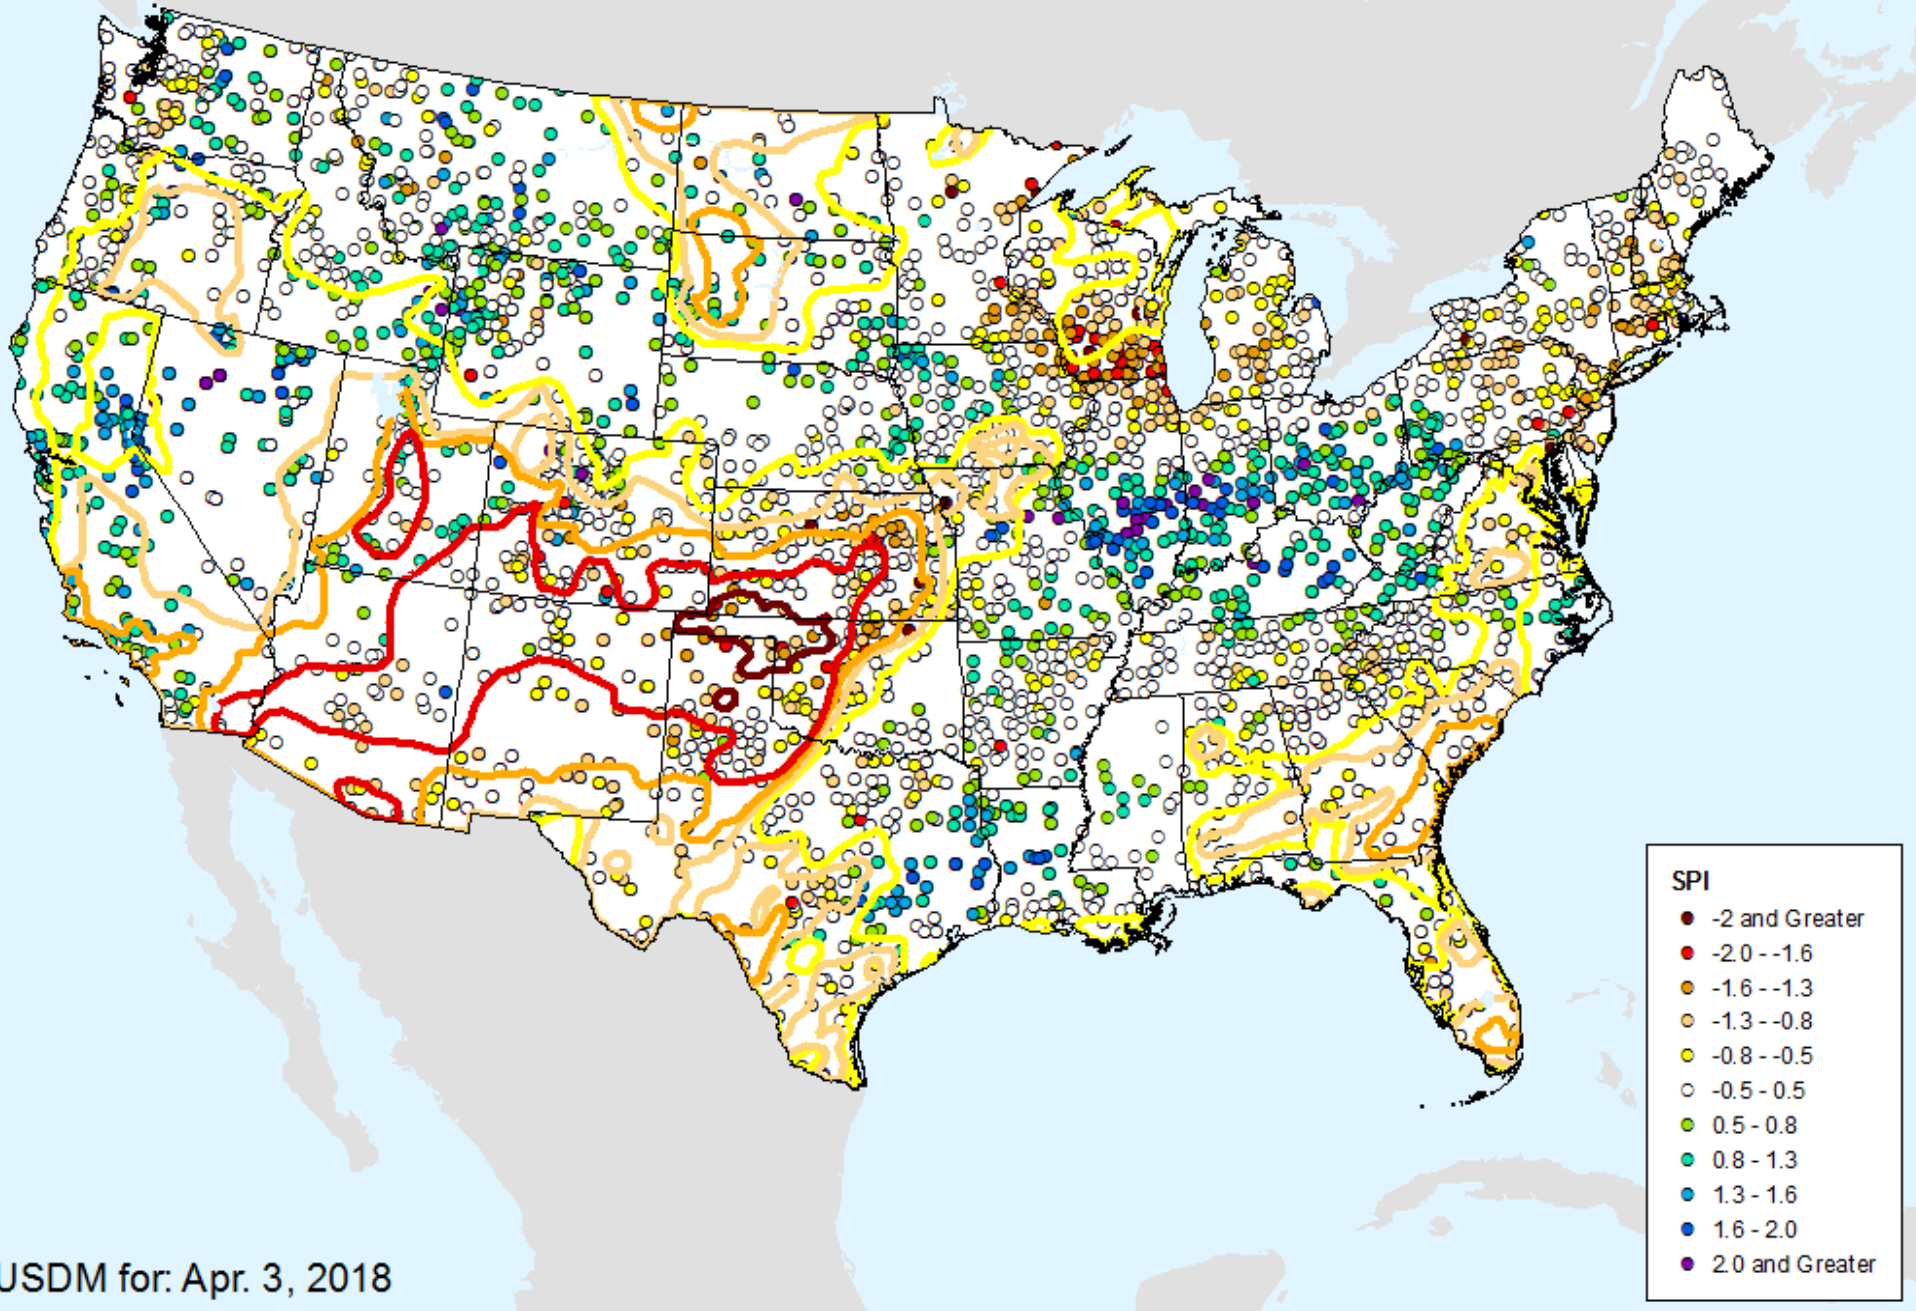 SPI
-2 and Greater
-2.0 - -1.6
-1.6 - -1.3
-1.3 - -0.8
-0.8 - -0.5
-0.5 - 0.5
0.5 - 0.8
0.8 - 1.3
1.3 - 1.6
1.6 - 2.0
2.0 and Greater
USDM for: Apr. 3, 2018